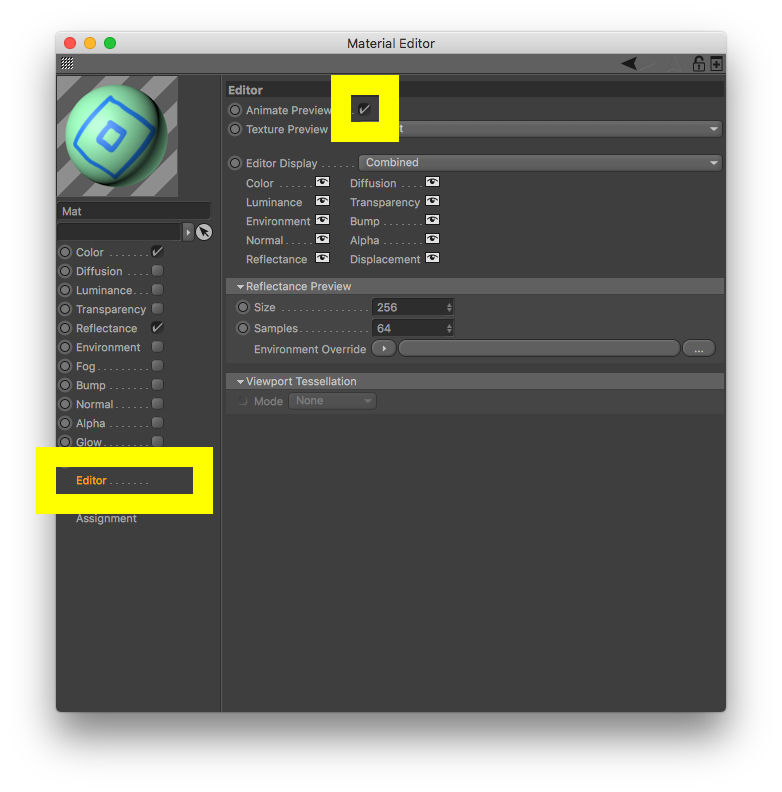 Material Editor
Mat
Color . . . . . . .
Diffusion . . . .
Luminance . . .
Transparency
Reflectance
Environment
Fog . . . . . . . . .
Bump . . . . . . .
Normal . . . . . .
Alpha . . . . . . .
Glow . . . . . . . .
Editor . . . . . . .
Assignment
Editor
Animate Preview
Texture Preview
Editor Display . . . . . . Combined
Color . . . . . . Diffusion . . . .
Luminance Transparency
Environment Bump . . . . . . .
Normal . . . . . Alpha . . . . . . .
Reflectance Displacement
Reflectance Preview
Size . . . . . . . . . . . . . . . 256
Samples . . . . . . . . . . . . 64
Environment Override ...
Viewport Tessellation
Mode None